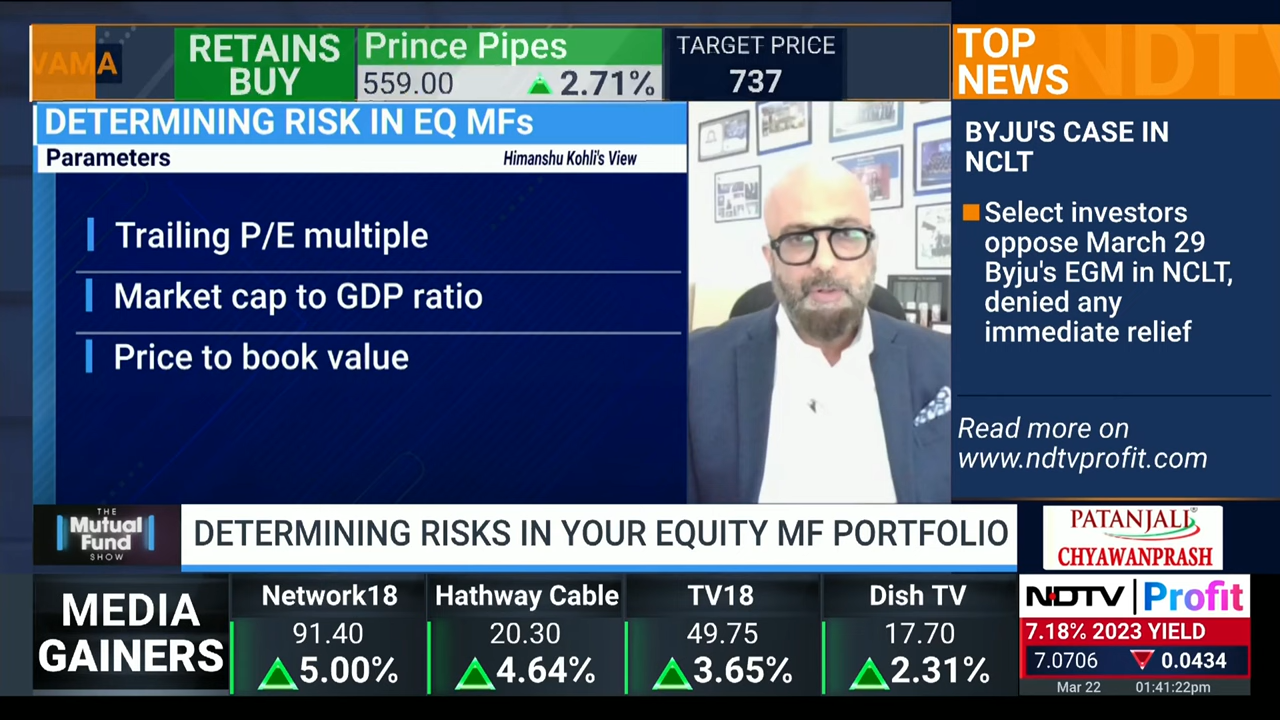 VAMA
RETAINS
BUY
Prince Pipes
559.00 2.71%
TARGET PRICE
737
TOP
NEWS
DETERMINING RISK IN EQ MFs
Parameters
Himanshu Kohli's View
Trailing P/E multiple
Market cap to GDP ratio
Price to book value
BYJU'S CASE IN
NCLT
Select investors
oppose March 29
Byju's EGM in NCLT,
denied any
immediate relief
Read more on
www.ndtvprofit.com
THE
Mutual
Fund
SHOW
DETERMINING RISKS IN YOUR EQUITY MF PORTFOLIO
PATANJALI
CHYAWANPRASH
MEDIA
GAINERS
Network18
91.40
5.00%
Hathway Cable
20.30
4.64%
TV18
49.75
3.65%
Dish TV
17.70
2.31%
NDTV Profit
7.18% 2023 YIELD
7.0706 0.0434
Mar 22 01:41:22pm